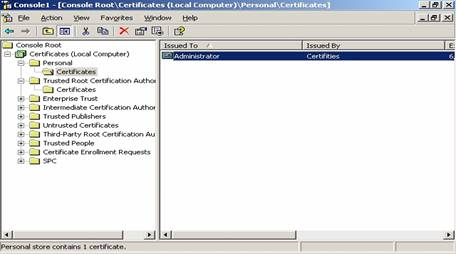 Console1 - [Console Root\Certificates (Local Computer)\Personal\Certificates]
File Action View Favorites Window Help
Console Root
Certificates (Local Computer)
Personal
Certificates
Trusted Root Certification Author
Certificates
Enterprise Trust
Intermediate Certification Author
Trusted Publishers
Untrusted Certificates
Third-Party Root Certification Au
Trusted People
Certificate Enrollment Requests
SPC
Issued To Issued By E
Administrator Certifities 6
Personal store contains 1 certificate.